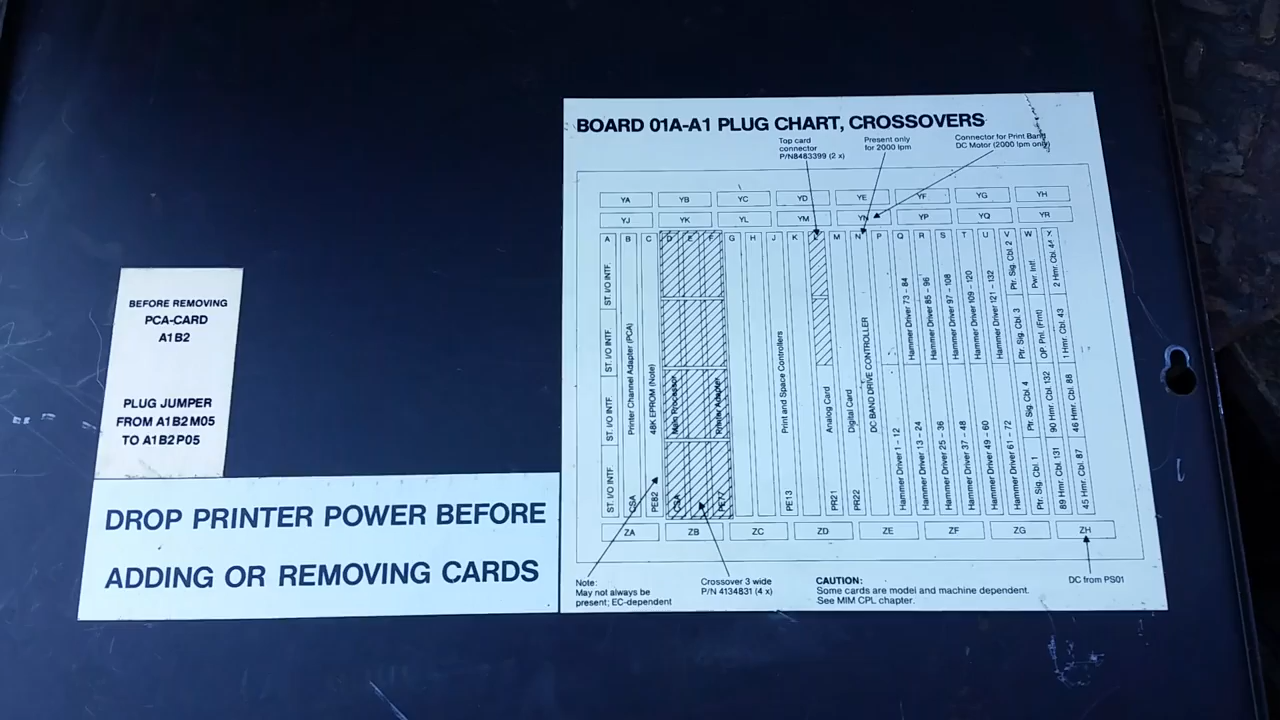 BOARD 01A-A1 PLUG CHART, CROSSOVERS
Top card
connector
P/N8483399 (2 x)
Present only
for 2000 lpm
Connector for Print Band
DC Motor (2000 lpm only)
YA YB YC YD YE YF YG YH
YJ YK YL YM YN YP YQ YR
A B C D E F G H J K L M N P Q R S T U V W X
ST. I/O INTF.
ST. I/O INTF.
ST. I/O INTF.
ST. I/O INTF.
Printer Channel Adapter (PCA)
CSA
4BK EPROM (Note)
PE82
Main Processor
CSA
Printer Adapter
PE77
Print and Space Controllers
PE13
Analog Card
PR21
Digital Card
PR22
DC BAND DRIVE CONTROLLER
Hammer Driver 73 – 84
Hammer Driver 1 – 12
Hammer Driver 85 – 96
Hammer Driver 13 – 24
Hammer Driver 97 – 108
Hammer Driver 25 – 36
Hammer Driver 109 – 120
Hammer Driver 37 – 48
Hammer Driver 121 – 132
Hammer Driver 49 – 60
Hammer Driver 61 – 72
Ptr. Sig. Cbl. 2
Ptr. Sig. Cbl. 3
Ptr. Sig. Cbl. 4
Ptr. Sig. Cbl. 1
Pwr. Intf.
OP. Pnl. (Frnt)
90 Hmr. Cbl. 132
89 Hmr. Cbl. 131
2 Hmr. Cbl. 44
1 Hmr. Cbl. 43
46 Hmr. Cbl. 88
45 Hmr. Cbl. 87
ZA ZB ZC ZD ZE ZF ZG ZH
Note:
May not always be
present; EC-dependent
Crossover 3 wide
P/N 4134831 (4 x)
CAUTION:
Some cards are model and machine dependent.
See MIM CPL chapter.
DC from PS01
BEFORE REMOVING
PCA-CARD
A1B2
PLUG JUMPER
FROM A1B2M05
TO A1B2P05
DROP PRINTER POWER BEFORE
ADDING OR REMOVING CARDS